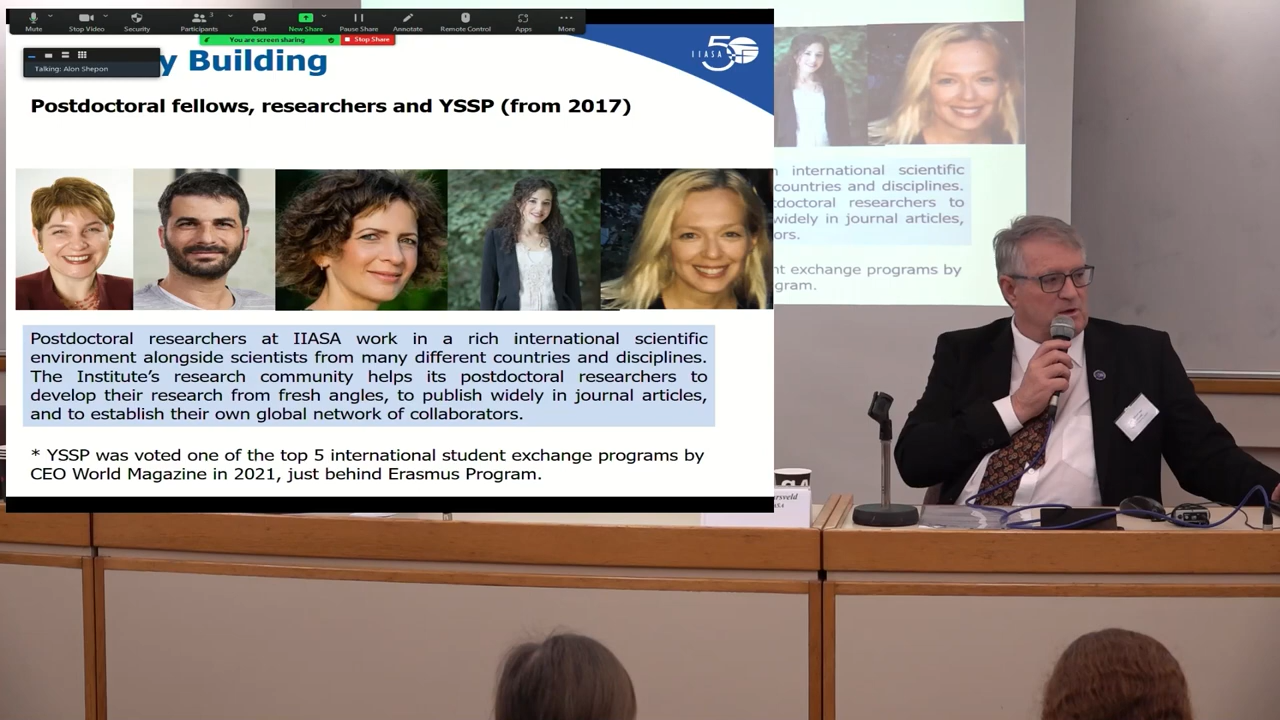 Mute
Stop Video
Security
Participants
3
Chat
New Share
Pause Share
Annotate
Remote Control
Apps
More
You are screen sharing
Stop Share
Talking: Alon Shepon
y Building
IIASA 50
Postdoctoral fellows, researchers and YSSP (from 2017)
Postdoctoral researchers at IIASA work in a rich international scientific
environment alongside scientists from many different countries and disciplines.
The Institute's research community helps its postdoctoral researchers to
develop their research from fresh angles, to publish widely in journal articles,
and to establish their own global network of collaborators.
* YSSP was voted one of the top 5 international student exchange programs by
CEO World Magazine in 2021, just behind Erasmus Program.
international scientific
countries and disciplines.
doctoral researchers to
widely in journal articles,
ors.
nt exchange programs by
gram.